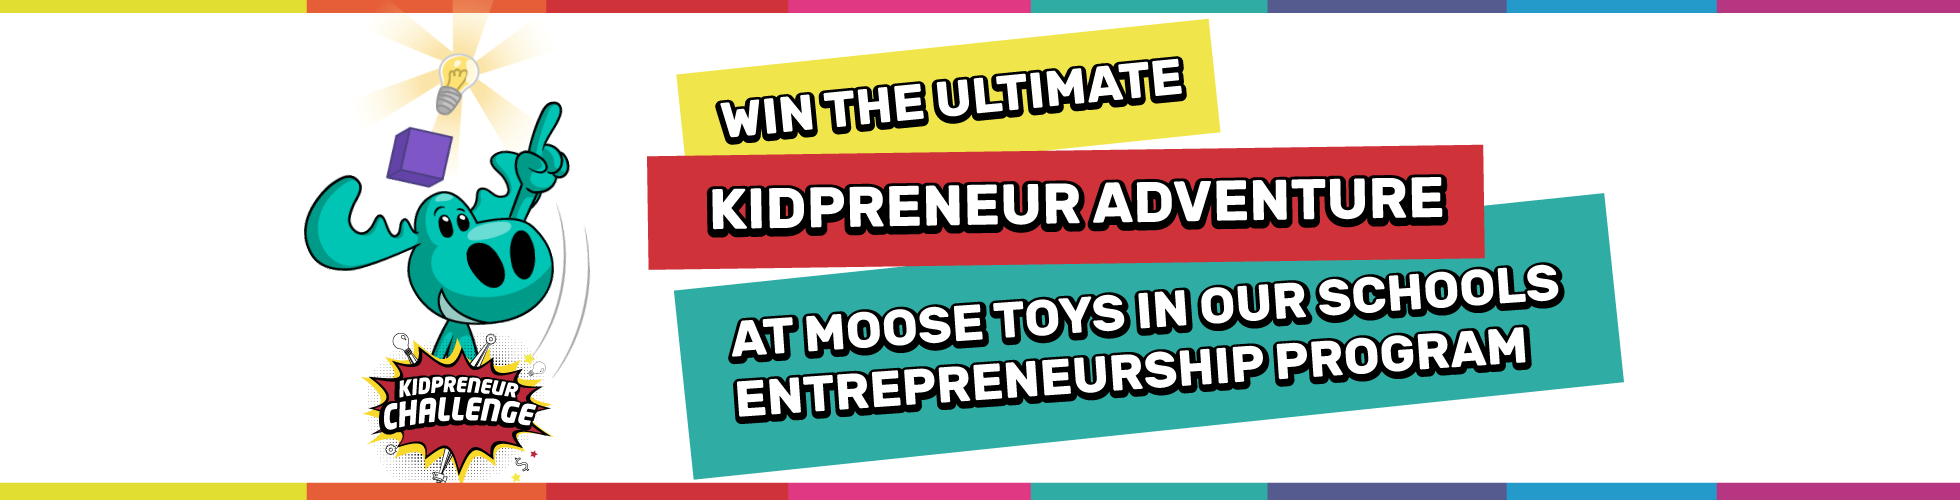 WIN THE ULTIMATE
KIDPRENEUR ADVENTURE
AT MOOSE TOYS IN OUR SCHOOLS
ENTREPRENEURSHIP PROGRAM
KIDPRENEUR
CHALLENGE